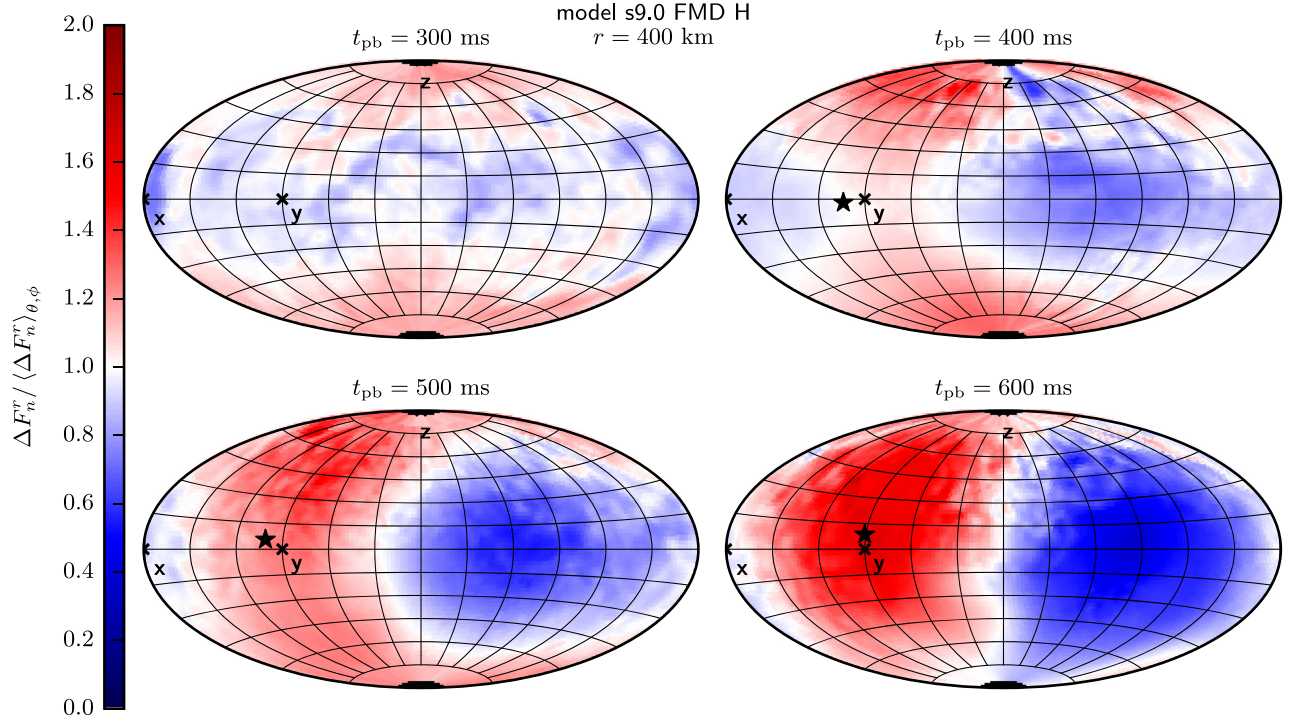 model s9.0 FMD H
r = 400 km
t_pb = 300 ms
t_pb = 400 ms
2.0
1.8
1.6
1.4
1.2
1.0
0.8
0.6
0.4
0.2
0.0
ΔF_n^r / ⟨ΔF_n^r⟩_θ,ϕ
z
x
y
z
x
y
t_pb = 500 ms
t_pb = 600 ms
z
x
y
z
x
y